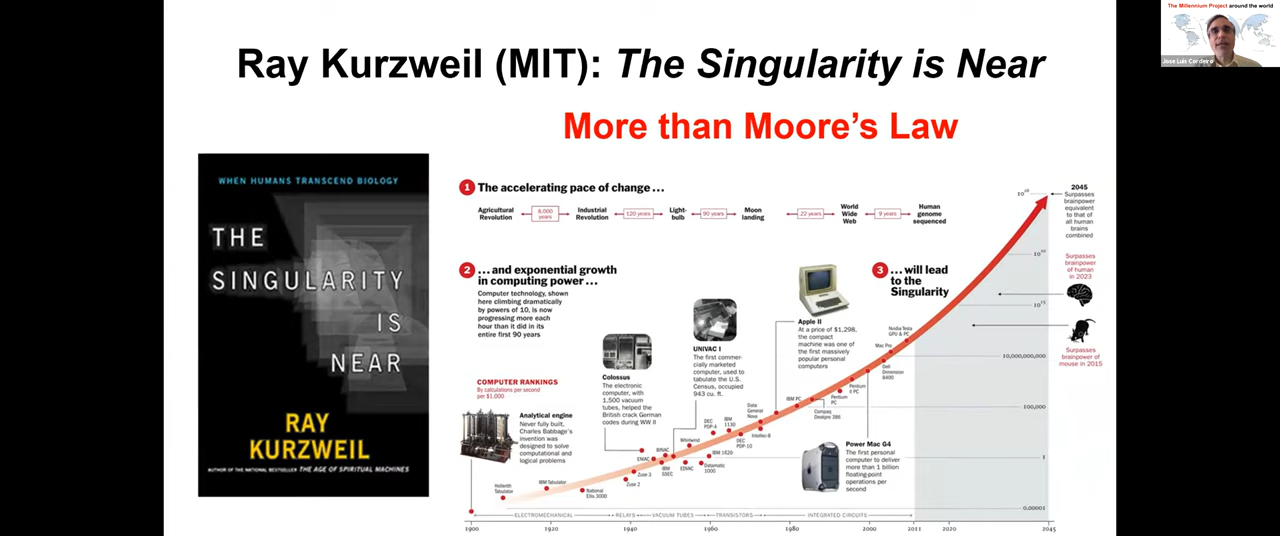 The Millennium Project around the world
Jose Luis Cordeiro
Ray Kurzweil (MIT): The Singularity is Near
More than Moore's Law
WHEN HUMANS TRANSCEND BIOLOGY
THE
SINGULARITY
IS
NEAR
RAY
KURZWEIL
AUTHOR OF THE NATIONAL BESTSELLER THE AGE OF SPIRITUAL MACHINES
1 The accelerating pace of change ...
Agricultural
Revolution
8,000
years
Industrial
Revolution
120 years
Light-
bulb
90 years
Moon
landing
22 years
World
Wide
Web
9 years
Human
genome
sequenced
2 ... and exponential growth
in computing power ...
Computer technology, shown
here climbing dramatically
by powers of 10, is now
progressing more each
hour than it did in its
entire first 90 years
COMPUTER RANKINGS
By calculations per second
per $1,000
Analytical engine
Never fully built,
Charles Babbage's
invention was
designed to solve
computational and
logical problems
Colossus
The electronic
computer, with
1,500 vacuum
tubes, helped the
British crack German
codes during WW II
UNIVAC I
The first commer-
cially marketed
computer, used to
tabulate the U.S.
Census, occupied
943 cu. ft.
Apple II
At a price of $1,298,
the compact
machine was one of
the first massively
popular personal
computers
Power Mac G4
The first personal
computer to deliver
more than 1 billion
floating-point
operations per
second
3 ... will lead
to the
Singularity
2045
Surpasses
brainpower
equivalent
to that of
all human
brains
combined
Surpasses
brainpower
of human
in 2023
Surpasses
brainpower of
mouse in 2015
10,000,000,000
100,000
1
0.00001
Hollerith
Tabulator
IBM Tabulator
National
Ellis 3000
Zuse 2
Zuse 3
ENIAC
BINAC
IBM
SSEC
Whirlwind
EDVAC
DEC
PDP-4
IBM
1130
IBM 1620
Datamatic
1000
DEC
PDP-10
Data
General
Nova
Intellec-8
IBM PC
Compaq
Deskpro 386
Pentium
PC
Pentium
II PC
Dell
Dimension
8400
Mac Pro
Nvidia Tesla
GPU & PC
ELECTROMECHANICAL
RELAYS
VACUUM TUBES
TRANSISTORS
INTEGRATED CIRCUITS
1900
1920
1940
1960
1980
2000
2011
2020
2045